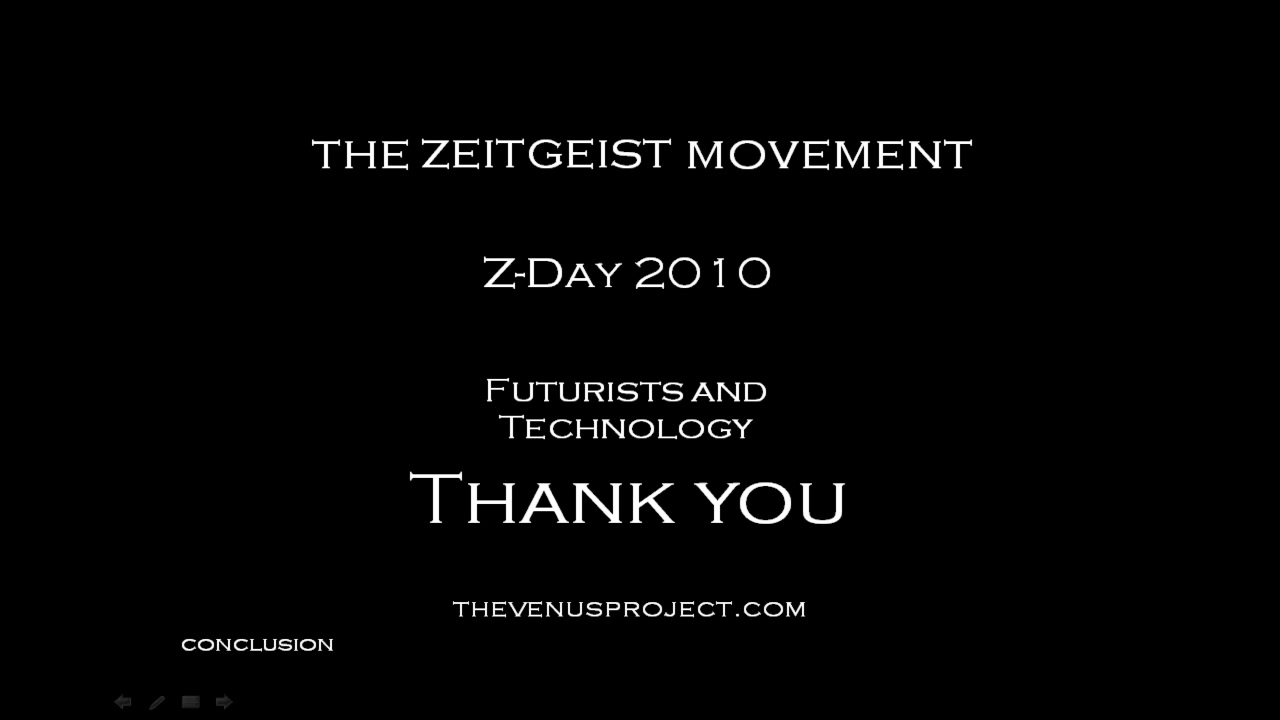 THE ZEITGEIST MOVEMENT
Z-DAY 2010
FUTURISTS AND
TECHNOLOGY
THANK YOU
THEVENUSPROJECT.COM
CONCLUSION